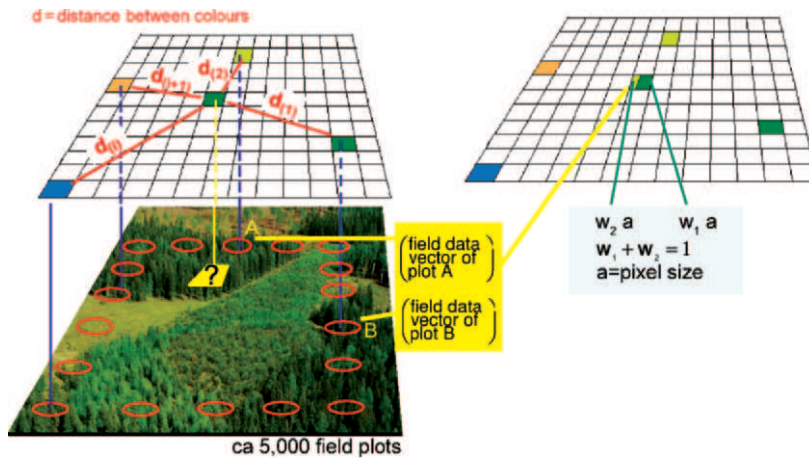 d = distance between colours
d(2)
d(i+1)
d(1)
d(i)
A
?
B
(field data
vector of
plot A)
(field data
vector of
plot B)
w₂ a w₁ a
w₁ + w₂ = 1
a=pixel size
ca 5,000 field plots